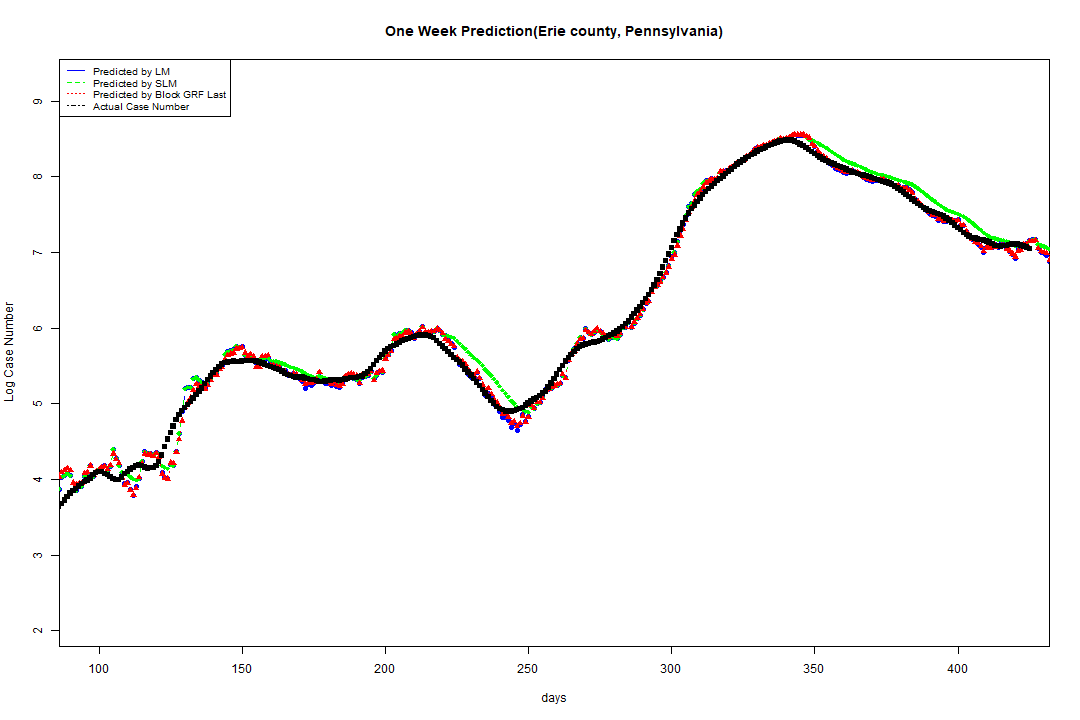 One Week Prediction(Erie county, Pennsylvania)
Predicted by LM
Predicted by SLM
Predicted by Block GRF Last
Actual Case Number
9
8
7
6
5
4
3
2
Log Case Number
100 150 200 250 300 350 400
days